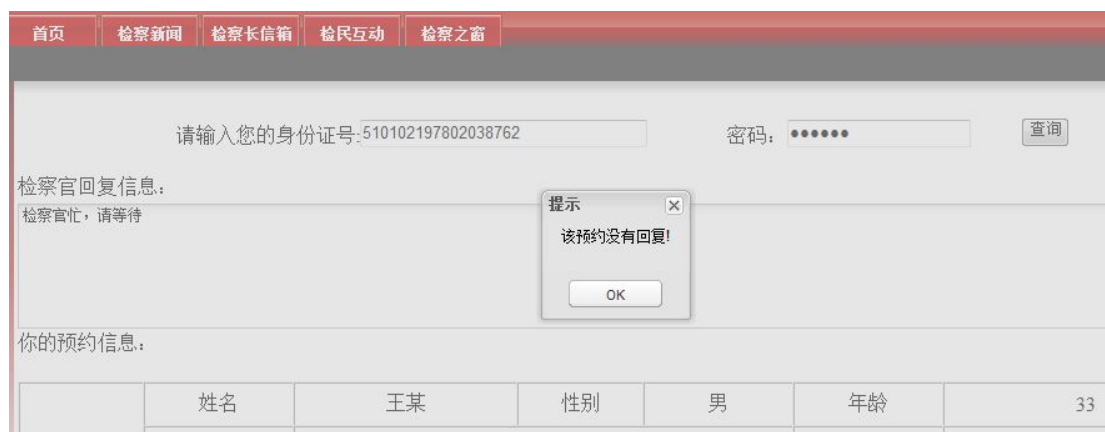 首页 检察新闻 检察长信箱 检民互动 检察之窗
请输入您的身份证号:510102197802038762 密码：●●●●●● 查询
检察官回复信息：
检察官忙，请等待
提示
该预约没有回复!
OK
你的预约信息：
姓名 王某 性别 男 年龄 33